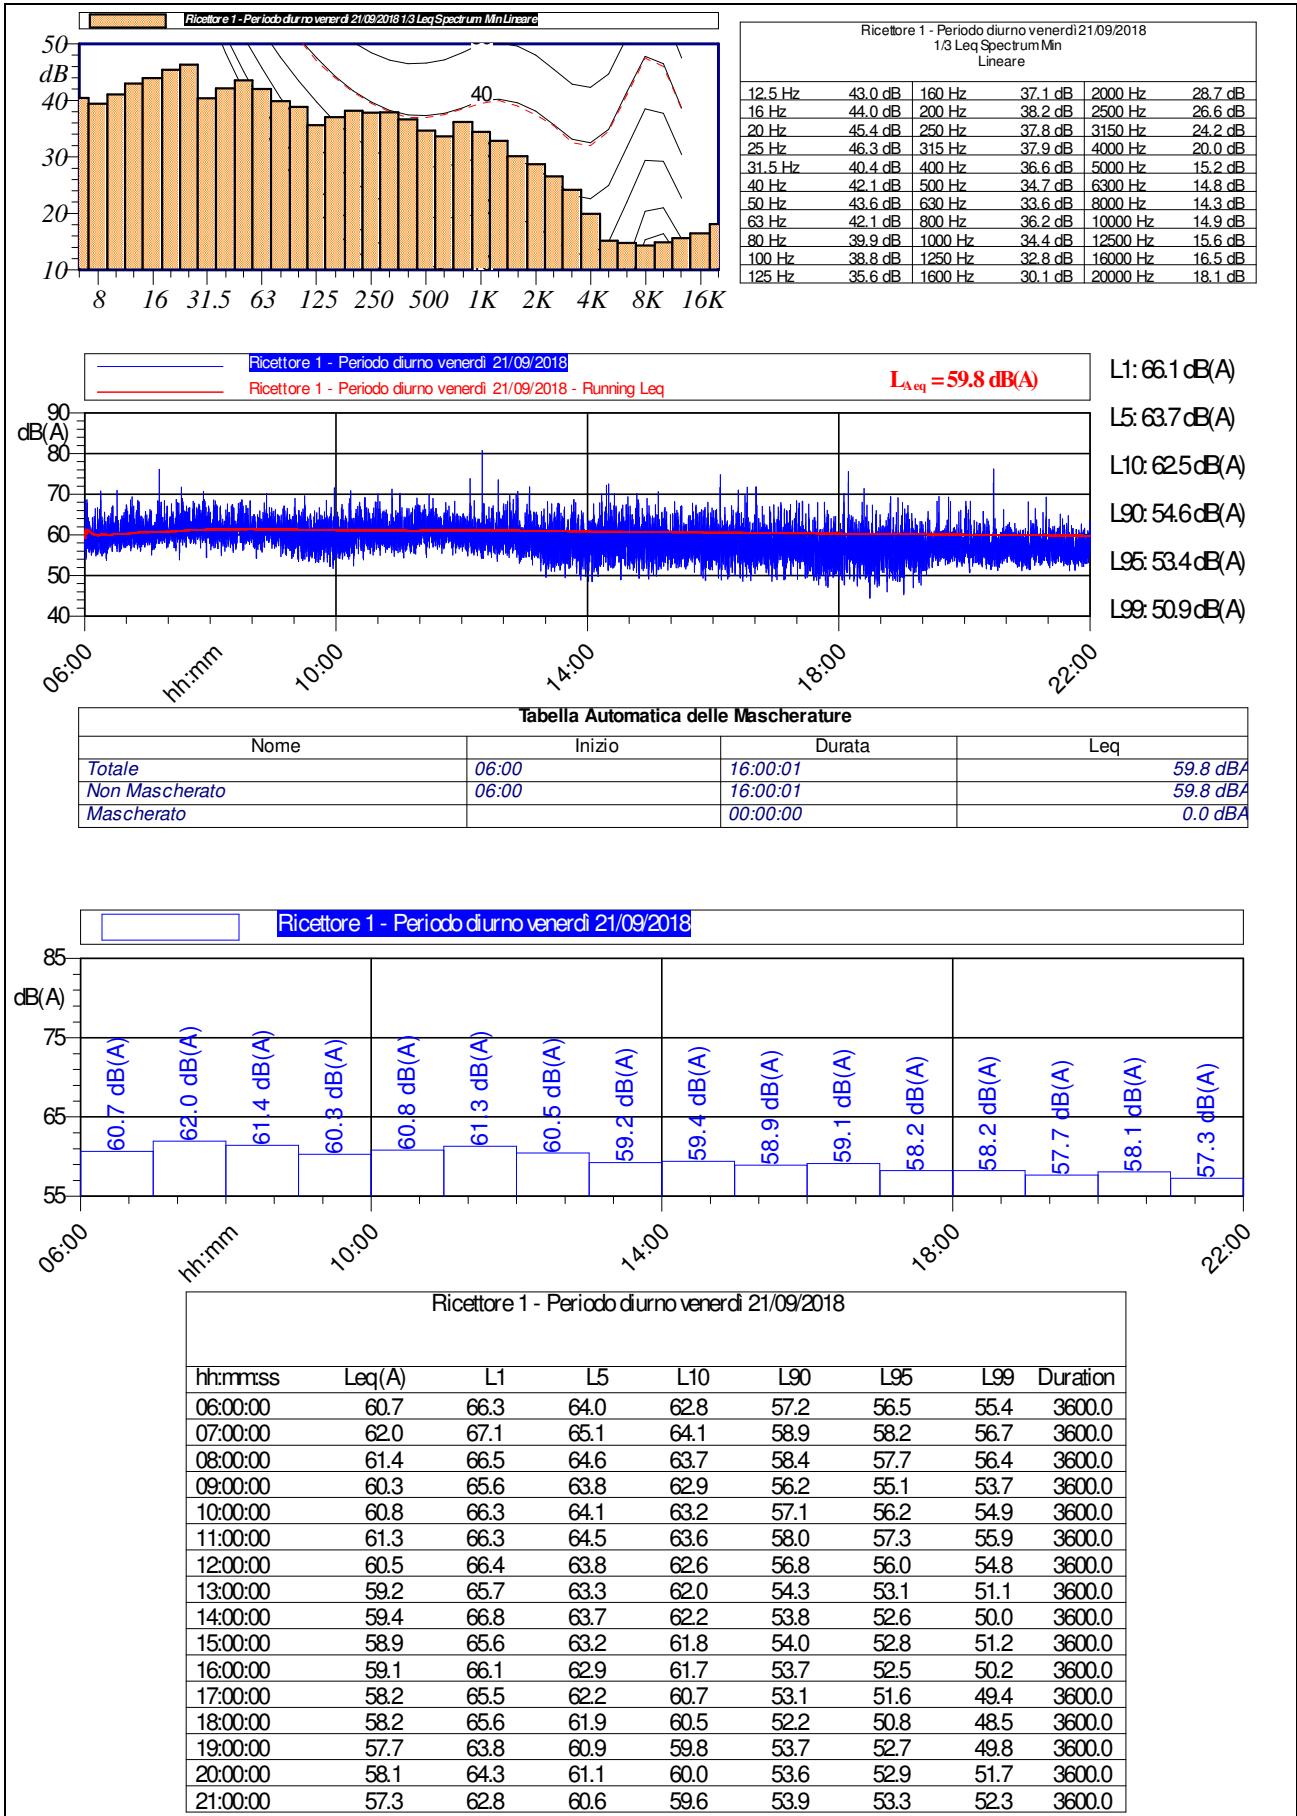 Ricettore 1 - Periodo diurno venerdì 21/09/2018 1/3 Leq Spectrum Min Lineare
50
dB
40
30
20
10
40
8 16 31.5 63 125 250 500 1K 2K 4K 8K 16K
Ricettore 1 - Periodo diurno venerdì 21/09/2018
1/3 Leq Spectrum Min
Lineare
12.5 Hz 43.0 dB 160 Hz 37.1 dB 2000 Hz 28.7 dB
16 Hz 44.0 dB 200 Hz 38.2 dB 2500 Hz 26.6 dB
20 Hz 45.4 dB 250 Hz 37.8 dB 3150 Hz 24.2 dB
25 Hz 46.3 dB 315 Hz 37.9 dB 4000 Hz 20.0 dB
31.5 Hz 40.4 dB 400 Hz 36.6 dB 5000 Hz 15.2 dB
40 Hz 42.1 dB 500 Hz 34.7 dB 6300 Hz 14.8 dB
50 Hz 43.6 dB 630 Hz 33.6 dB 8000 Hz 14.3 dB
63 Hz 42.1 dB 800 Hz 36.2 dB 10000 Hz 14.9 dB
80 Hz 39.9 dB 1000 Hz 34.4 dB 12500 Hz 15.6 dB
100 Hz 38.8 dB 1250 Hz 32.8 dB 16000 Hz 16.5 dB
125 Hz 35.6 dB 1600 Hz 30.1 dB 20000 Hz 18.1 dB
Ricettore 1 - Periodo diurno venerdì 21/09/2018
Ricettore 1 - Periodo diurno venerdì 21/09/2018 - Running Leq
LAeq = 59.8 dB(A)
L1: 66.1 dB(A)
L5: 63.7 dB(A)
L10: 62.5 dB(A)
L90: 54.6 dB(A)
L95: 53.4 dB(A)
L99: 50.9 dB(A)
90
dB(A)
80
70
60
50
40
06:00 hh:mm 10:00 14:00 18:00 22:00
Tabella Automatica delle Mascherature
Nome Inizio Durata Leq
Totale 06:00 16:00:01 59.8 dBA
Non Mascherato 06:00 16:00:01 59.8 dBA
Mascherato 00:00:00 0.0 dBA
Ricettore 1 - Periodo diurno venerdì 21/09/2018
85
dB(A)
75
65
55
60.7 dB(A) 62.0 dB(A) 61.4 dB(A) 60.3 dB(A) 60.8 dB(A) 61.3 dB(A) 60.5 dB(A) 59.2 dB(A) 59.4 dB(A) 58.9 dB(A) 59.1 dB(A) 58.2 dB(A) 58.2 dB(A) 57.7 dB(A) 58.1 dB(A) 57.3 dB(A)
06:00 hh:mm 10:00 14:00 18:00 22:00
Ricettore 1 - Periodo diurno venerdì 21/09/2018
hh:mm:ss Leq(A) L1 L5 L10 L90 L95 L99 Duration
06:00:00 60.7 66.3 64.0 62.8 57.2 56.5 55.4 3600.0
07:00:00 62.0 67.1 65.1 64.1 58.9 58.2 56.7 3600.0
08:00:00 61.4 66.5 64.6 63.7 58.4 57.7 56.4 3600.0
09:00:00 60.3 65.6 63.8 62.9 56.2 55.1 53.7 3600.0
10:00:00 60.8 66.3 64.1 63.2 57.1 56.2 54.9 3600.0
11:00:00 61.3 66.3 64.5 63.6 58.0 57.3 55.9 3600.0
12:00:00 60.5 66.4 63.8 62.6 56.8 56.0 54.8 3600.0
13:00:00 59.2 65.7 63.3 62.0 54.3 53.1 51.1 3600.0
14:00:00 59.4 66.8 63.7 62.2 53.8 52.6 50.0 3600.0
15:00:00 58.9 65.6 63.2 61.8 54.0 52.8 51.2 3600.0
16:00:00 59.1 66.1 62.9 61.7 53.7 52.5 50.2 3600.0
17:00:00 58.2 65.5 62.2 60.7 53.1 51.6 49.4 3600.0
18:00:00 58.2 65.6 61.9 60.5 52.2 50.8 48.5 3600.0
19:00:00 57.7 63.8 60.9 59.8 53.7 52.7 49.8 3600.0
20:00:00 58.1 64.3 61.1 60.0 53.6 52.9 51.7 3600.0
21:00:00 57.3 62.8 60.6 59.6 53.9 53.3 52.3 3600.0